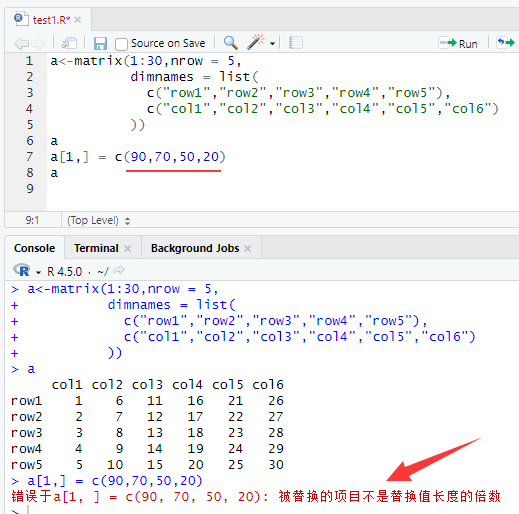 test1.R*
Source on Save
Run
1 a<-matrix(1:30,nrow = 5,
2 dimnames = list(
3 c("row1","row2","row3","row4","row5"),
4 c("col1","col2","col3","col4","col5","col6")
5 ))
6 a
7 a[1,] = c(90,70,50,20)
8 a
9
9:1 (Top Level)
Console Terminal Background Jobs
R 4.5.0 · ~/
> a<-matrix(1:30,nrow = 5,
+ dimnames = list(
+ c("row1","row2","row3","row4","row5"),
+ c("col1","col2","col3","col4","col5","col6")
+ ))
> a
col1 col2 col3 col4 col5 col6
row1 1 6 11 16 21 26
row2 2 7 12 17 22 27
row3 3 8 13 18 23 28
row4 4 9 14 19 24 29
row5 5 10 15 20 25 30
> a[1,] = c(90,70,50,20)
错误于a[1, ] = c(90, 70, 50, 20): 被替换的项目不是替换值长度的倍数
>